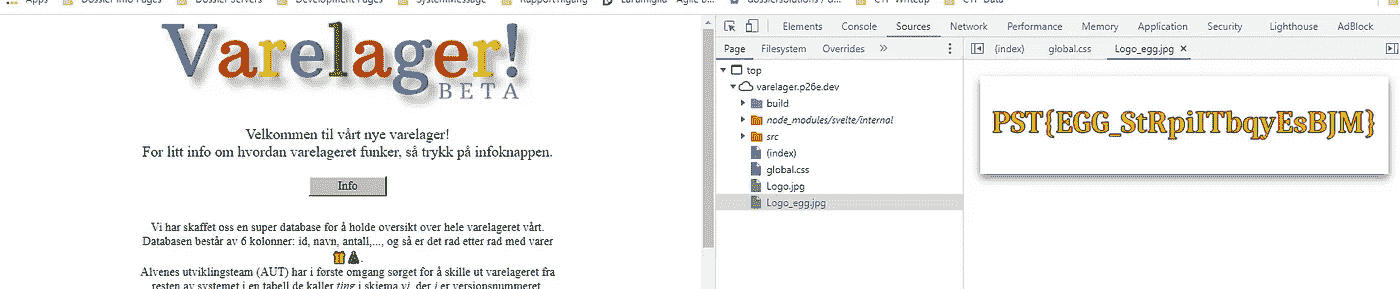 Apps Dossier Info Pages Dossier Servers Development Pages SystemMessage Rapporttilgang Laramiglia - Agile b... dossiersolutions / d... CTF Writeup CTF Data
Varelager!
BETA
Velkommen til vårt nye varelager!
For litt info om hvordan varelageret funker, så trykk på infoknappen.
Info
Vi har skaffet oss en super database for å holde oversikt over hele varelageret vårt.
Databasen består av 6 kolonner: id, navn, antall,..., og så er det rad etter rad med varer
.
Alvenes utviklingsteam (AUT) har i første omgang sørget for å skille ut varelageret fra
resten av systemet i en tabell de kaller ting i skjema vi, der i er versionsnummeret
Elements Console Sources Network Performance Memory Application Security Lighthouse AdBlock
Page Filesystem Overrides »
(index) global.css Logo_egg.jpg ×
top
varelager.p26e.dev
build
node_modules/svelte/internal
src
(index)
global.css
Logo.jpg
Logo_egg.jpg
PST{EGG_StRpiITbqyEsBJM}